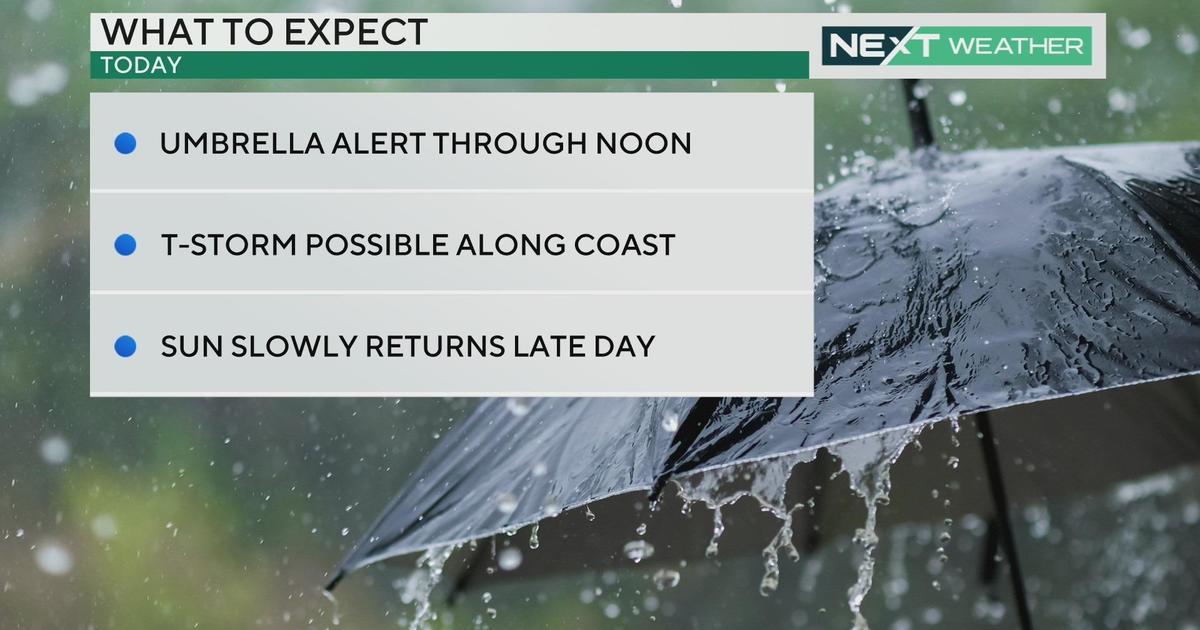 WHAT TO EXPECT
TODAY
NEXT WEATHER
UMBRELLA ALERT THROUGH NOON
T-STORM POSSIBLE ALONG COAST
SUN SLOWLY RETURNS LATE DAY